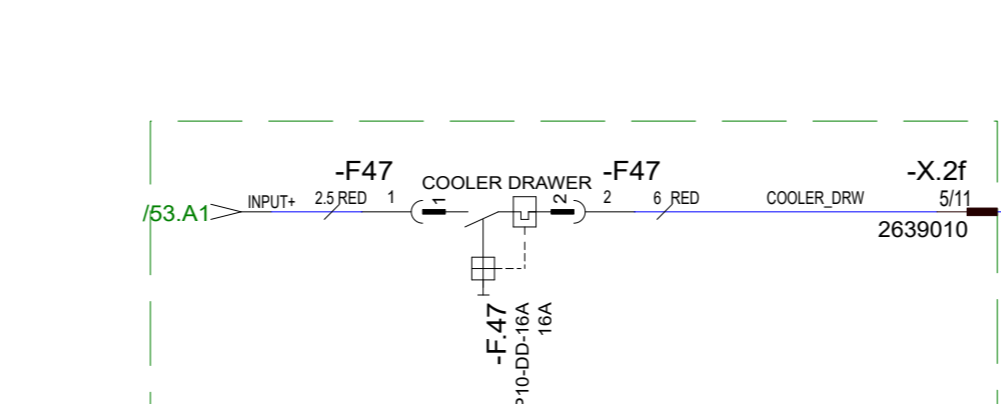 -F47
COOLER DRAWER
-F47
-X.2f
/53.A1
INPUT+
2.5 RED
1
1
2
2
6 RED
COOLER_DRW
5/11
2639010
-F.47
P10-DD-16A
16A